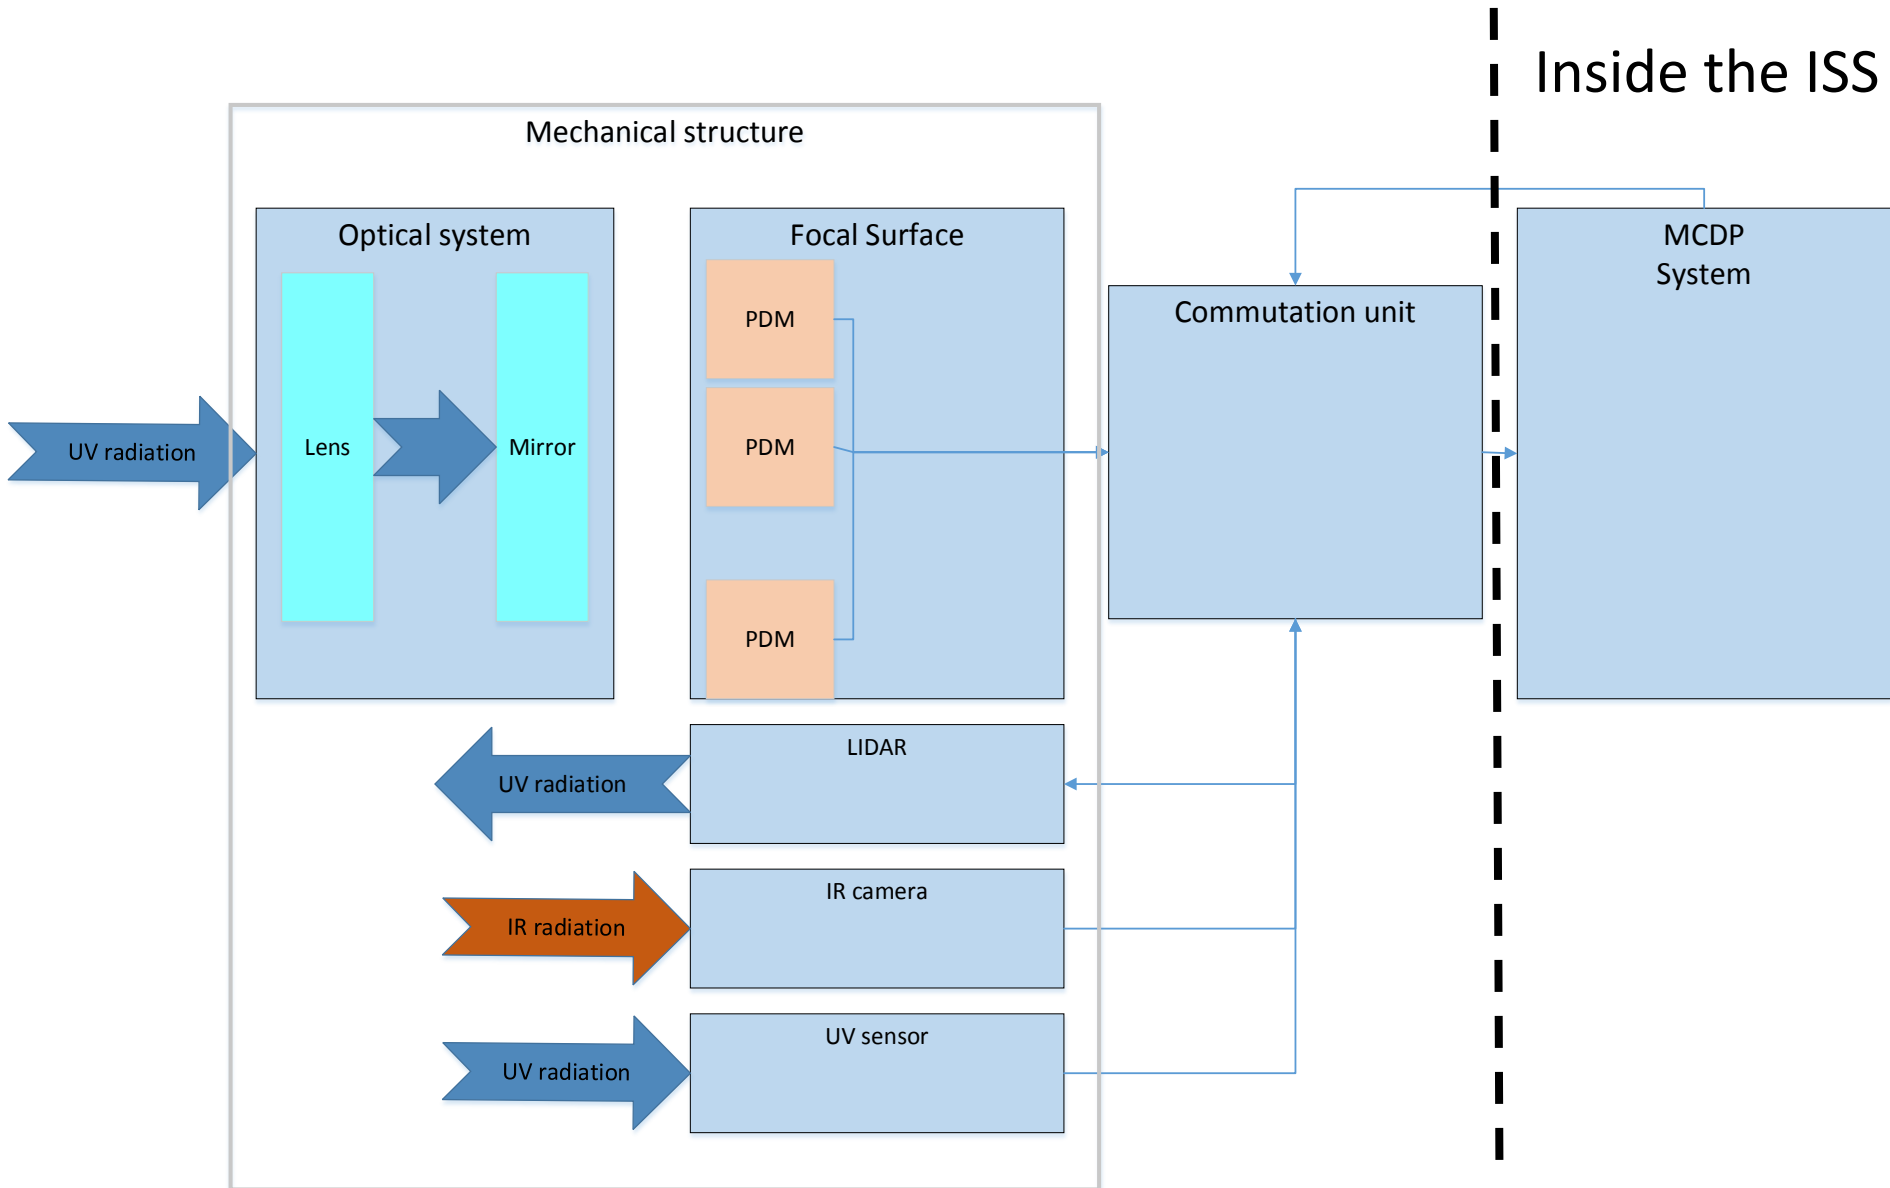 Inside the ISS
Mechanical structure
Optical system
Focal Surface
MCDP
System
Commutation unit
PDM
UV radiation
Lens
Mirror
PDM
PDM
LIDAR
UV radiation
IR camera
IR radiation
UV sensor
UV radiation